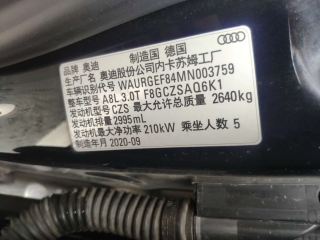 品牌 奥迪 制造国 德国
生产厂名 奥迪股份公司内卡苏姆工厂
车辆识别代号 WAURGEF84MN003759
整车型号 A8L 3.0T F8GCZSAQ6K1
发动机型号 CZS 最大允许总质量 2640kg
发动机排量 2995mL
发动机最大净功率 210kW 乘坐人数 5
制造年月 2020-09